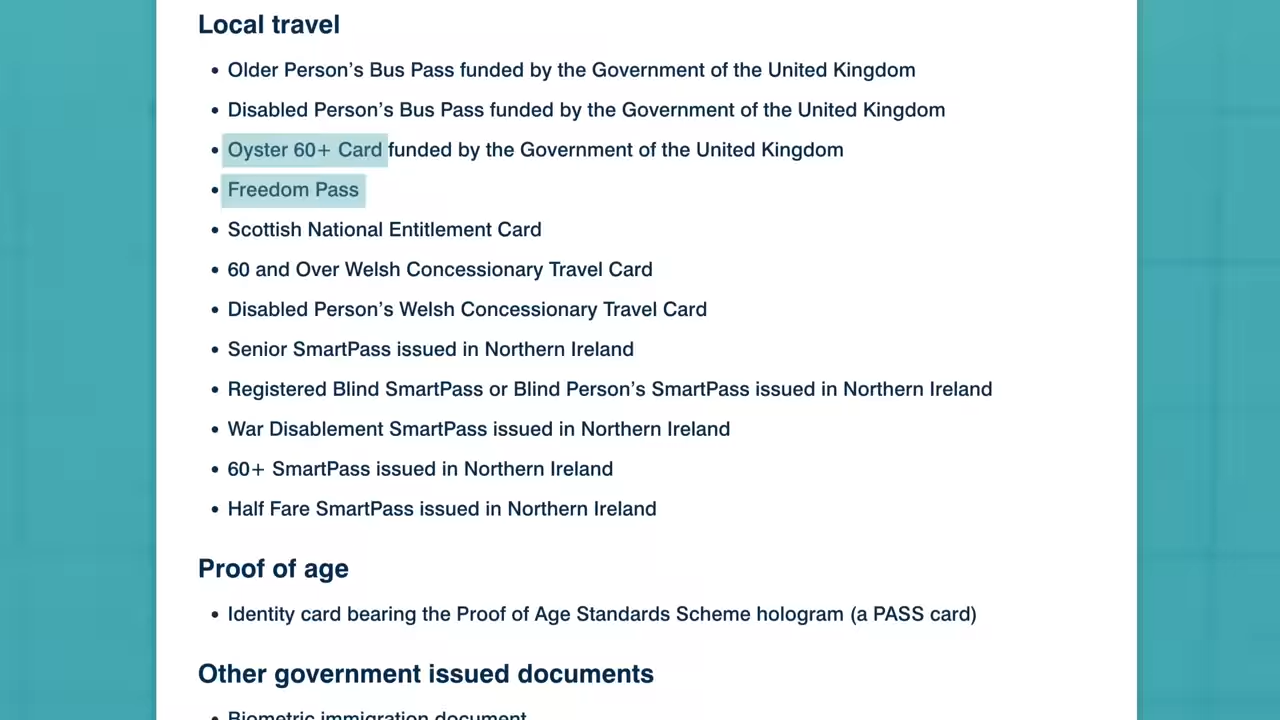 Local travel
• Older Person's Bus Pass funded by the Government of the United Kingdom
• Disabled Person's Bus Pass funded by the Government of the United Kingdom
• Oyster 60+ Card funded by the Government of the United Kingdom
• Freedom Pass
• Scottish National Entitlement Card
• 60 and Over Welsh Concessionary Travel Card
• Disabled Person's Welsh Concessionary Travel Card
• Senior SmartPass issued in Northern Ireland
• Registered Blind SmartPass or Blind Person's SmartPass issued in Northern Ireland
• War Disablement SmartPass issued in Northern Ireland
• 60+ SmartPass issued in Northern Ireland
• Half Fare SmartPass issued in Northern Ireland
Proof of age
• Identity card bearing the Proof of Age Standards Scheme hologram (a PASS card)
Other government issued documents
• Biometric immigration document